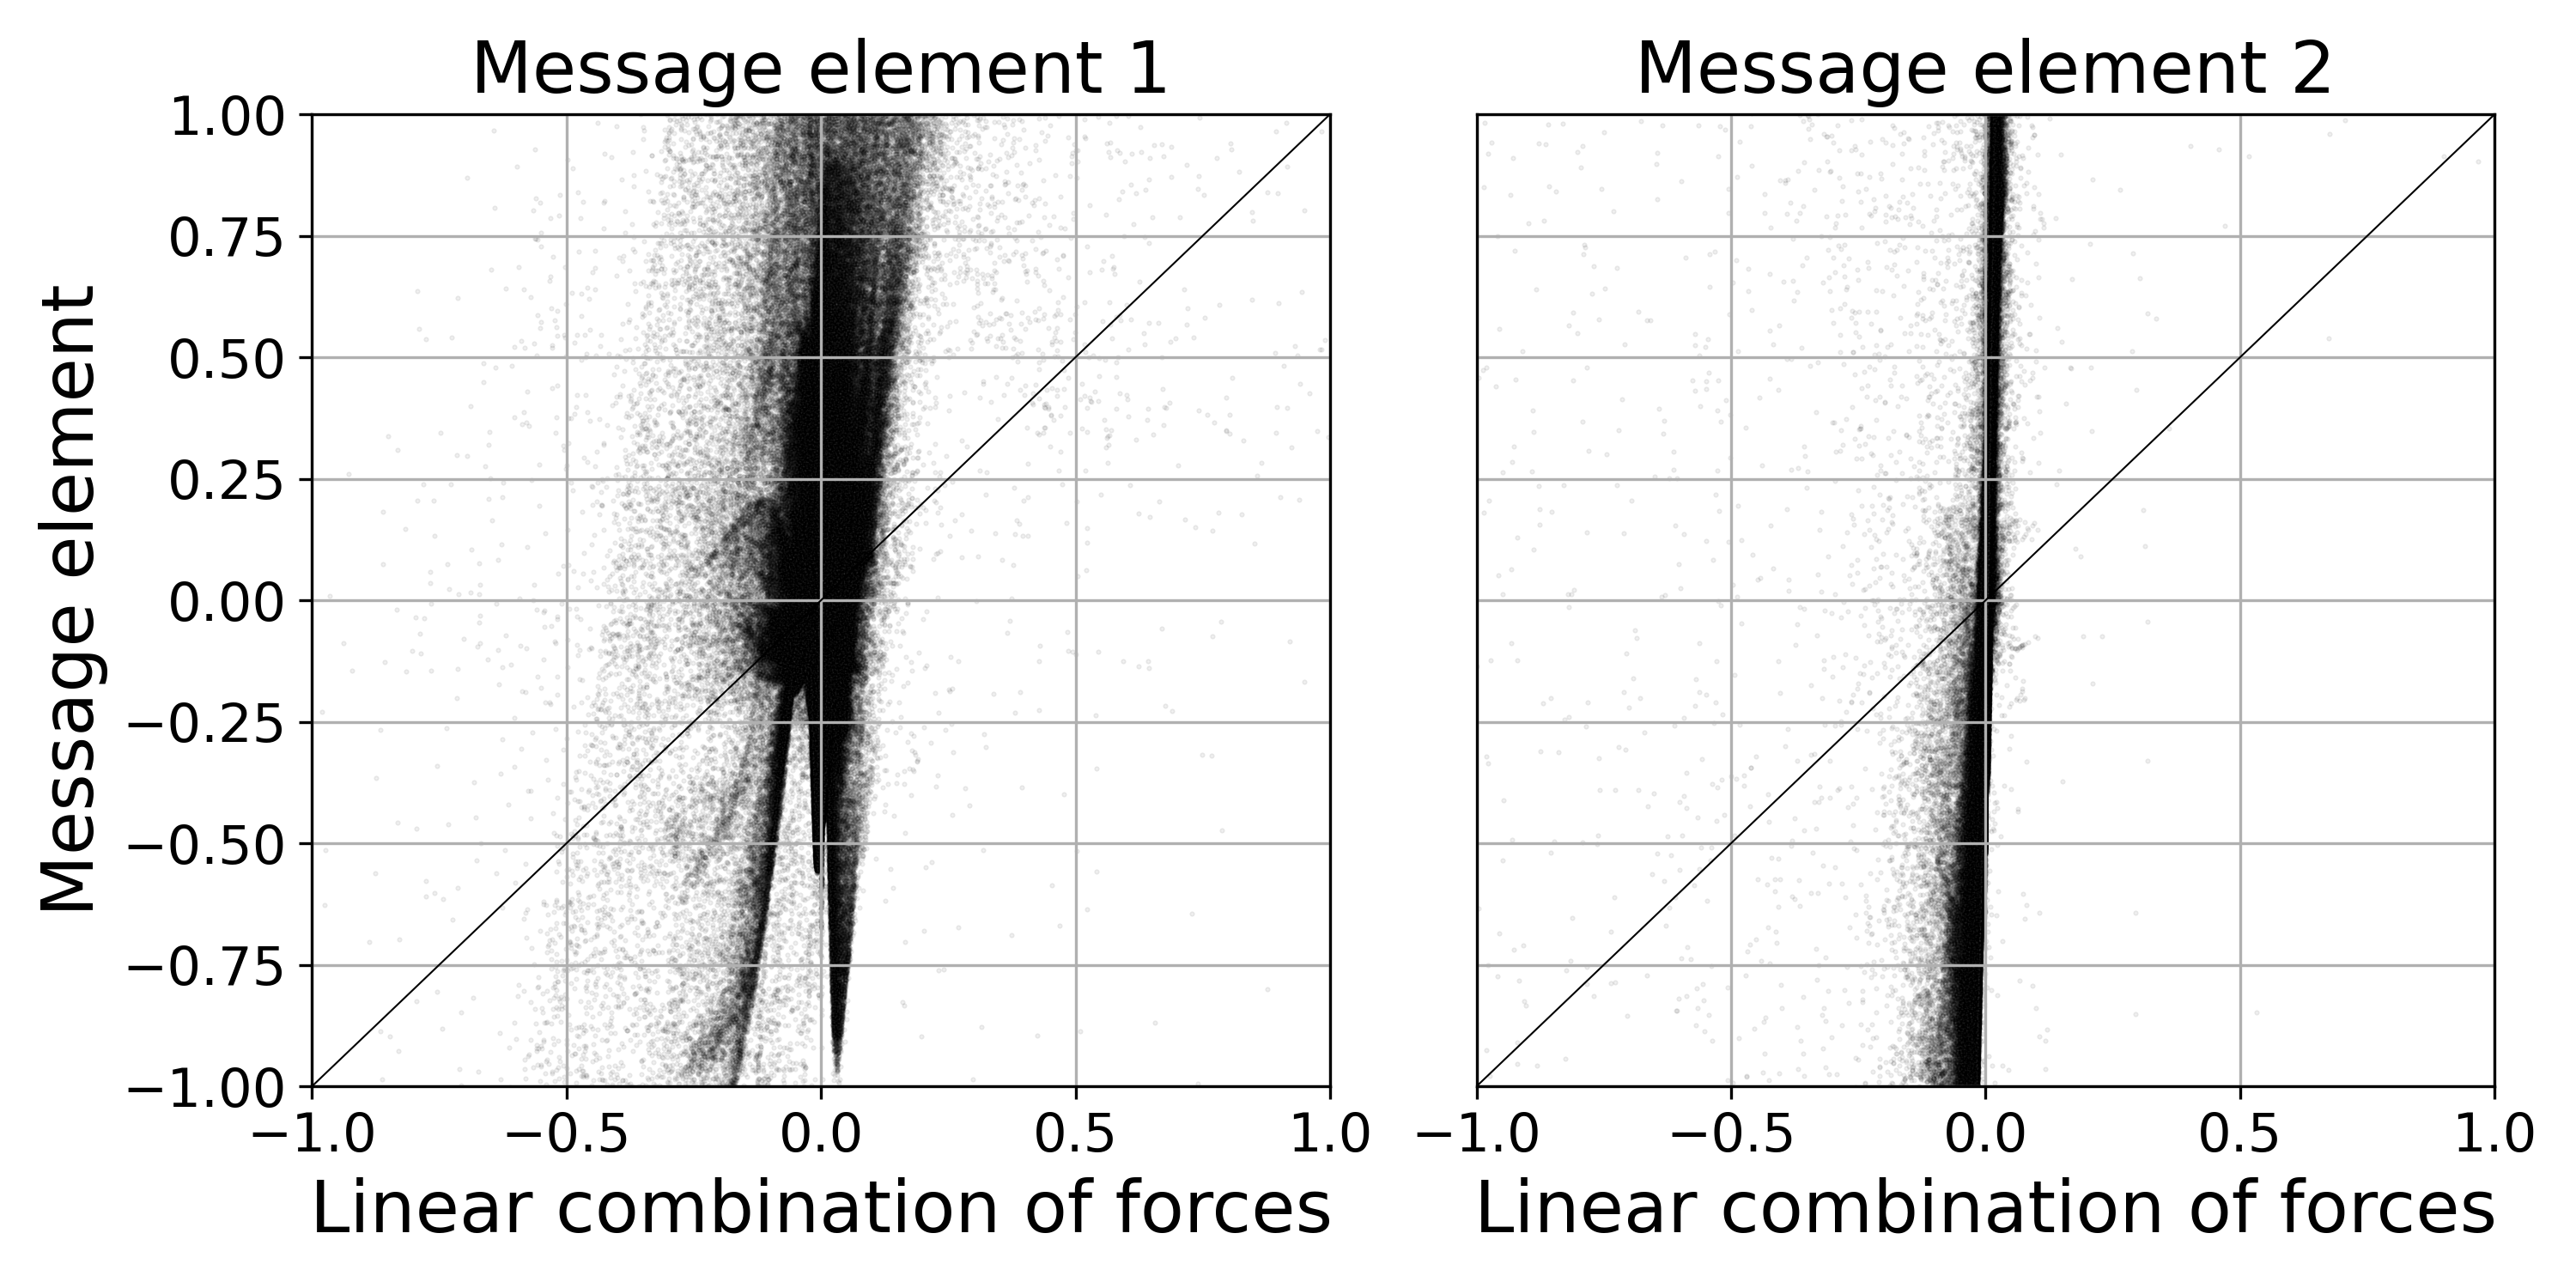 Message element 1
Message element 2
Message element
1.00
0.75
0.50
0.25
0.00
−0.25
−0.50
−0.75
−1.00
−1.0 −0.5 0.0 0.5 1.0
−1.0 −0.5 0.0 0.5 1.0
Linear combination of forces
Linear combination of forces